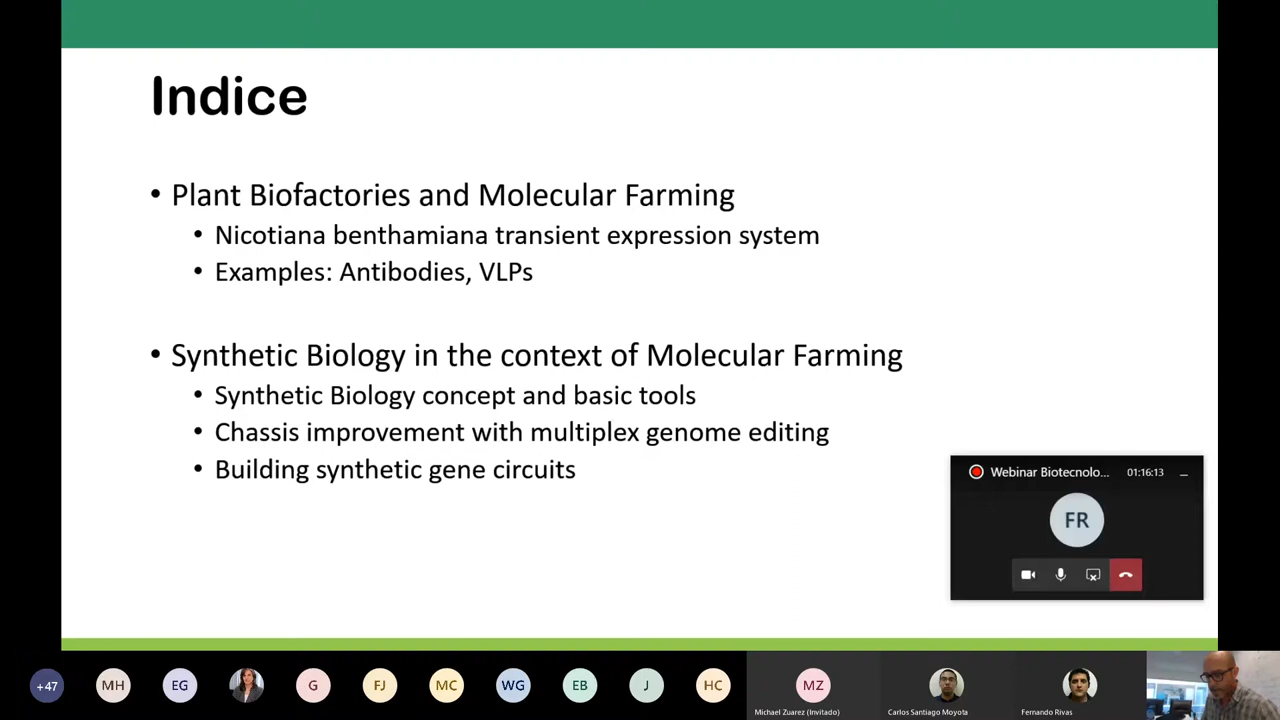 Indice
• Plant Biofactories and Molecular Farming
• Nicotiana benthamiana transient expression system
• Examples: Antibodies, VLPs
• Synthetic Biology in the context of Molecular Farming
• Synthetic Biology concept and basic tools
• Chassis improvement with multiplex genome editing
• Building synthetic gene circuits
Webinar Biotecnolo... 01:16:13
FR
+47 MH EG G FJ MC WG EB J HC MZ
Michael Zuarez (Invitado) Carlos Santiago Moyota Fernando Rivas